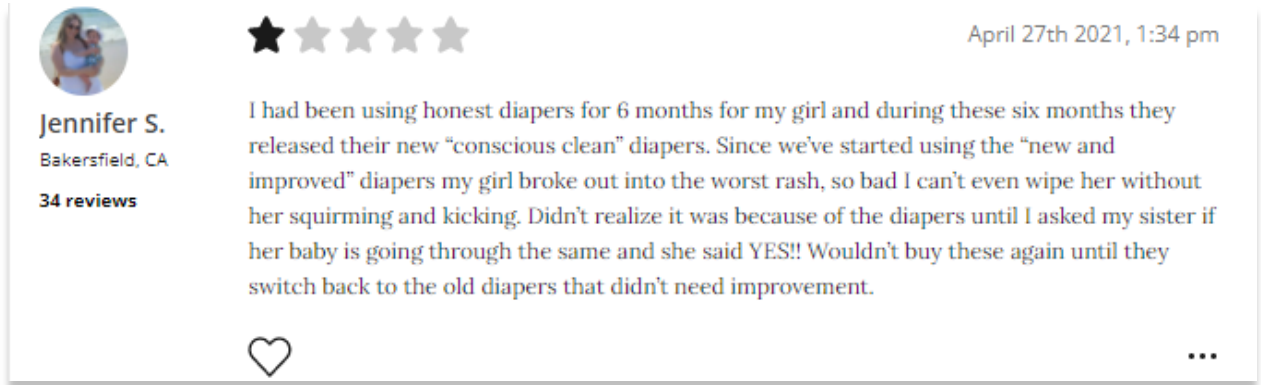 April 27th 2021, 1:34 pm
Jennifer S.
Bakersfield, CA
34 reviews
I had been using honest diapers for 6 months for my girl and during these six months they
released their new “conscious clean” diapers. Since we’ve started using the “new and
improved” diapers my girl broke out into the worst rash, so bad I can’t even wipe her without
her squirming and kicking. Didn’t realize it was because of the diapers until I asked my sister if
her baby is going through the same and she said YES!! Wouldn’t buy these again until they
switch back to the old diapers that didn’t need improvement.